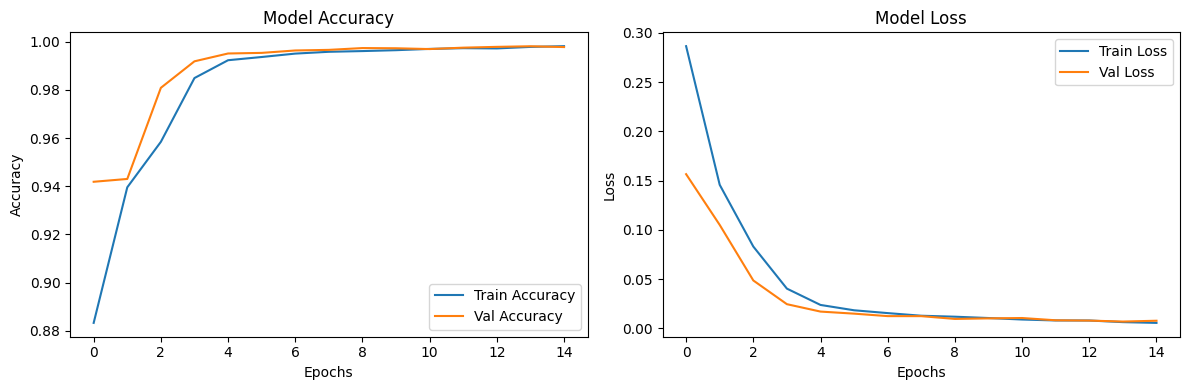 Model Accuracy
1.00
0.98
0.96
0.94
0.92
0.90
0.88
Accuracy
0 2 4 6 8 10 12 14
Epochs
Train Accuracy
Val Accuracy
Model Loss
0.30
0.25
0.20
0.15
0.10
0.05
0.00
Loss
0 2 4 6 8 10 12 14
Epochs
Train Loss
Val Loss